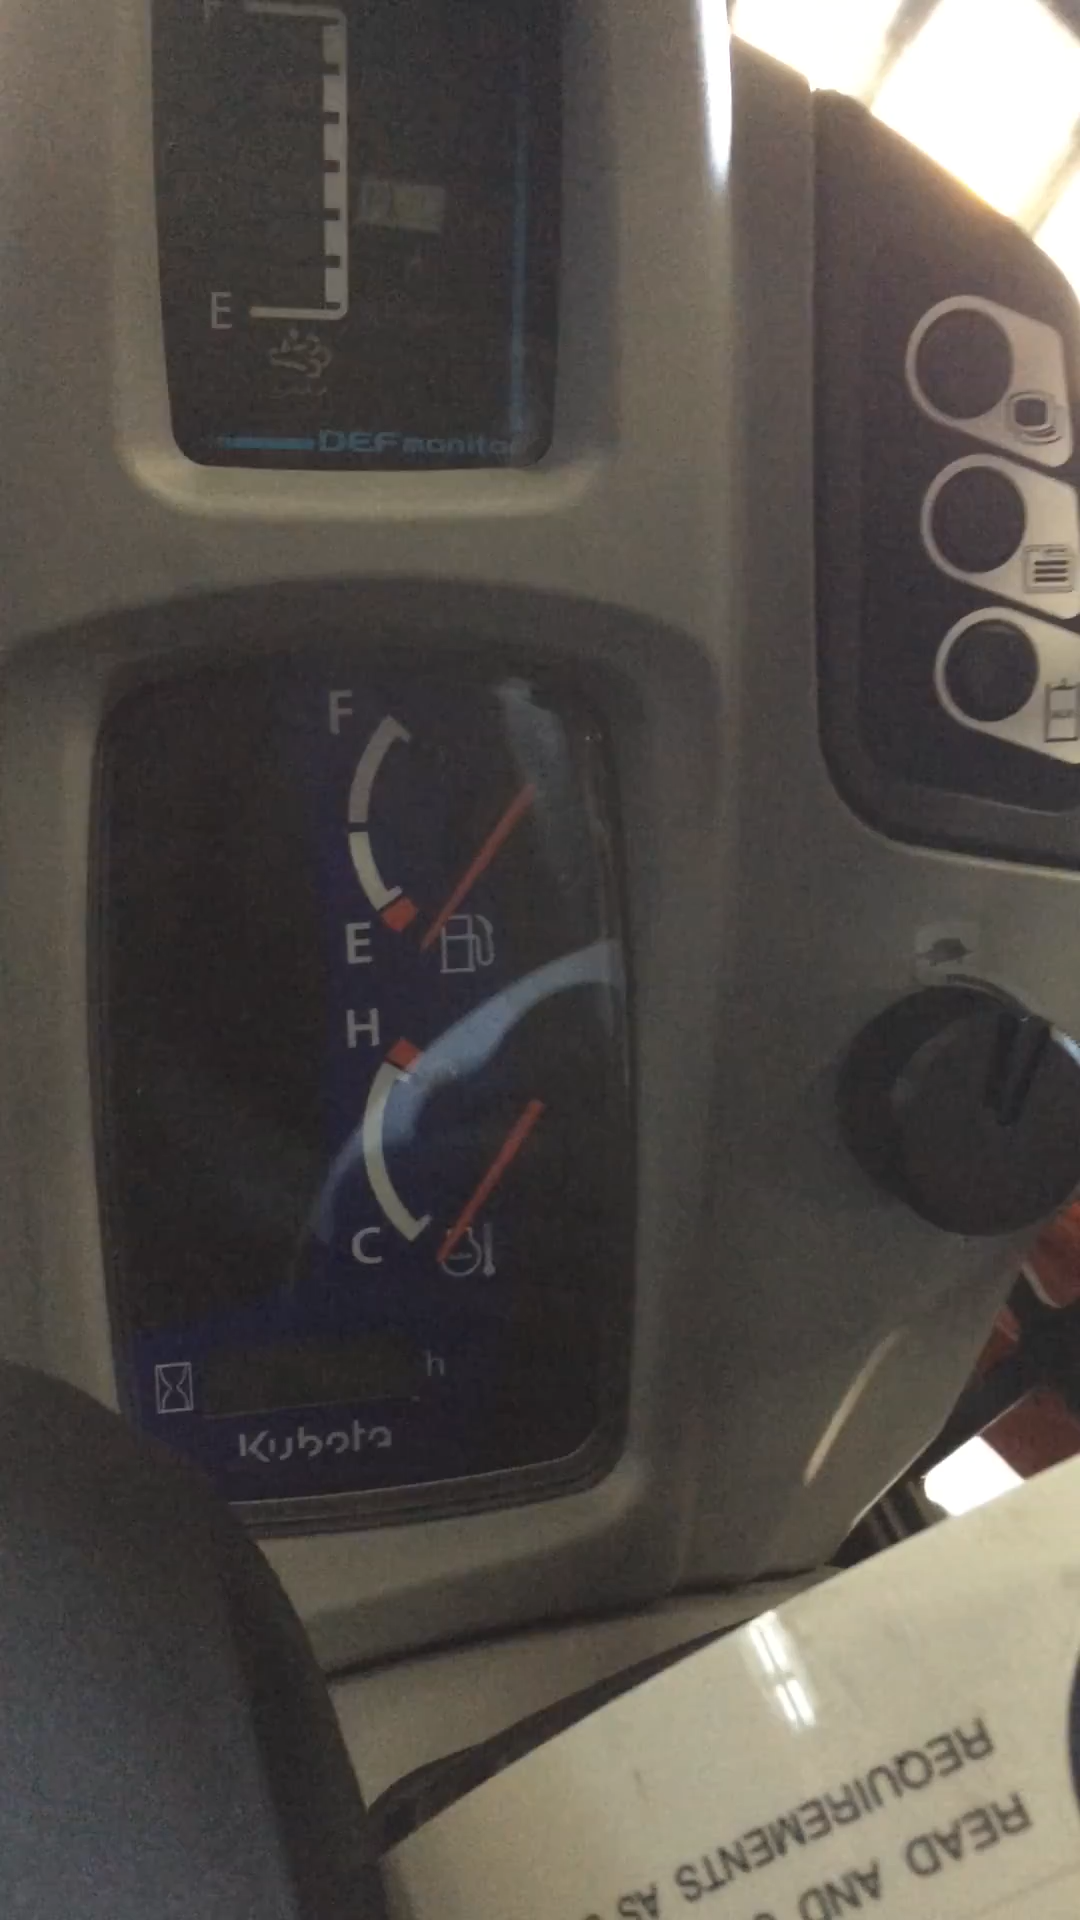 F
E
DEF monitor
F
E
H
C
h
Kubota
READ AND
REQUIREMENTS AS